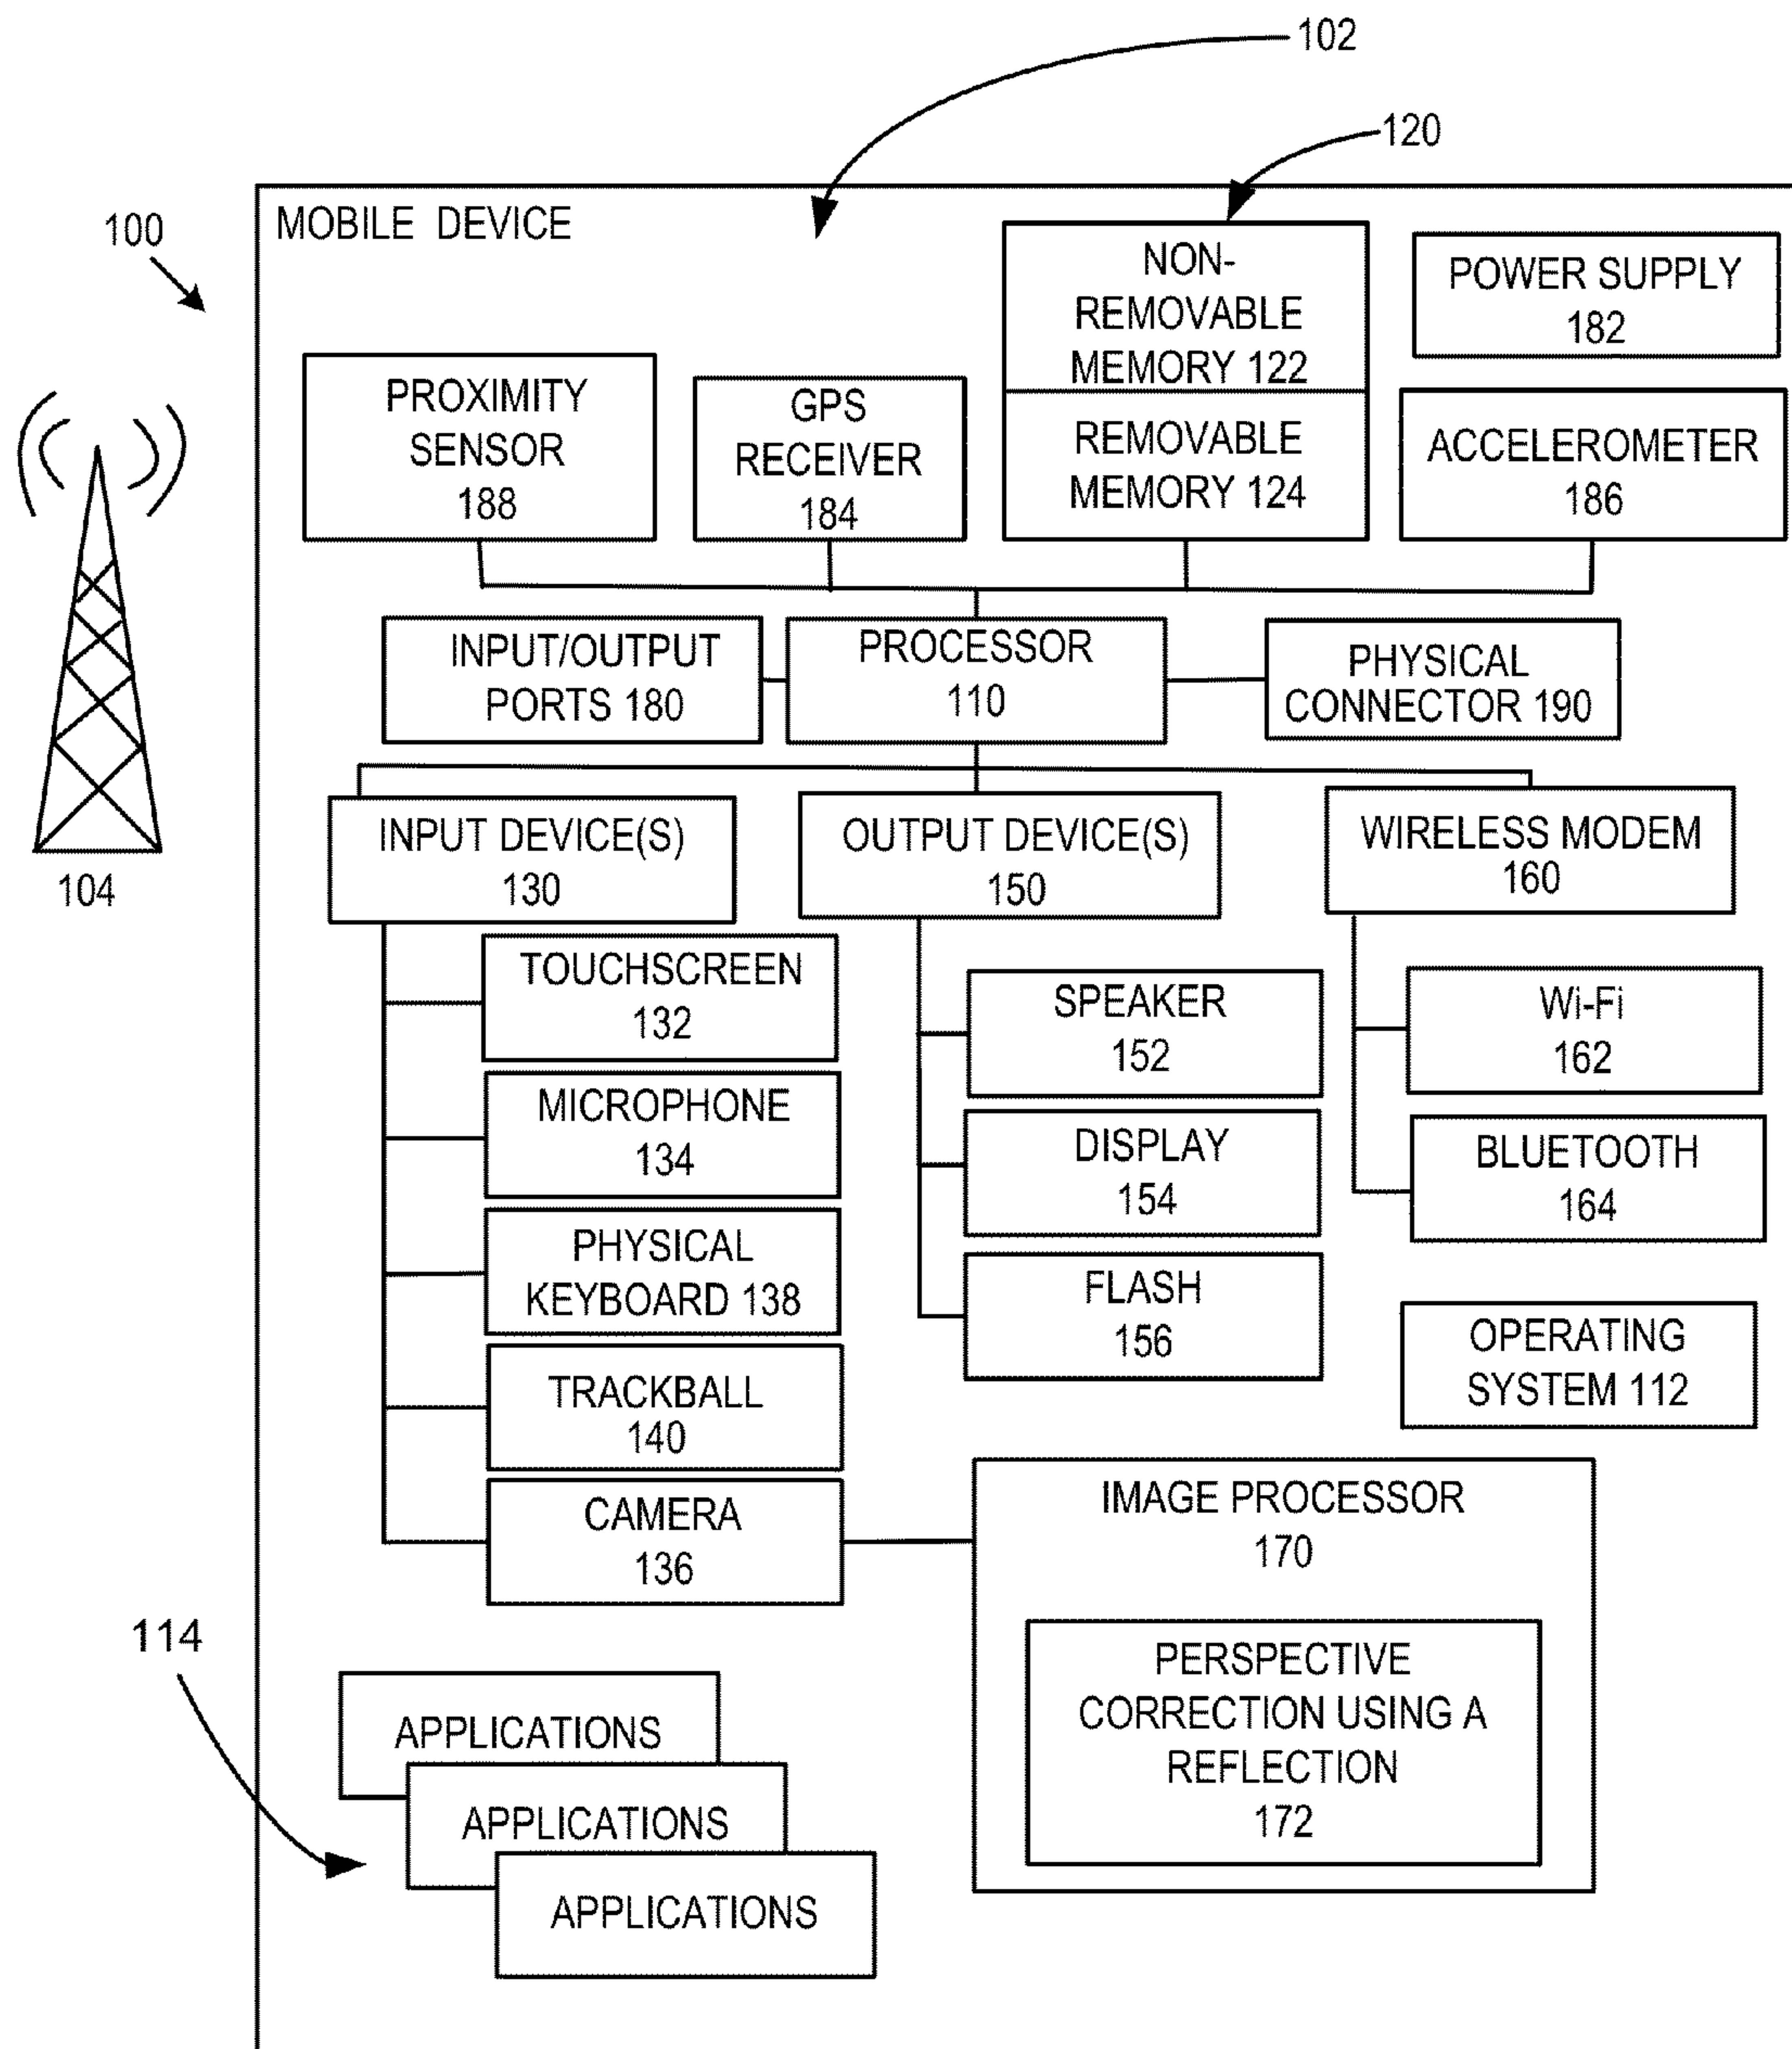 102
120
100
MOBILE DEVICE
NON-
REMOVABLE
MEMORY 122
REMOVABLE
MEMORY 124
POWER SUPPLY
182
PROXIMITY
SENSOR
188
GPS
RECEIVER
184
ACCELEROMETER
186
INPUT/OUTPUT
PORTS 180
PROCESSOR
110
PHYSICAL
CONNECTOR 190
104
INPUT DEVICE(S)
130
OUTPUT DEVICE(S)
150
WIRELESS MODEM
160
TOUCHSCREEN
132
MICROPHONE
134
PHYSICAL
KEYBOARD 138
TRACKBALL
140
CAMERA
136
SPEAKER
152
DISPLAY
154
FLASH
156
Wi-Fi
162
BLUETOOTH
164
OPERATING
SYSTEM 112
IMAGE PROCESSOR
170
PERSPECTIVE
CORRECTION USING A
REFLECTION
172
114
APPLICATIONS
APPLICATIONS
APPLICATIONS